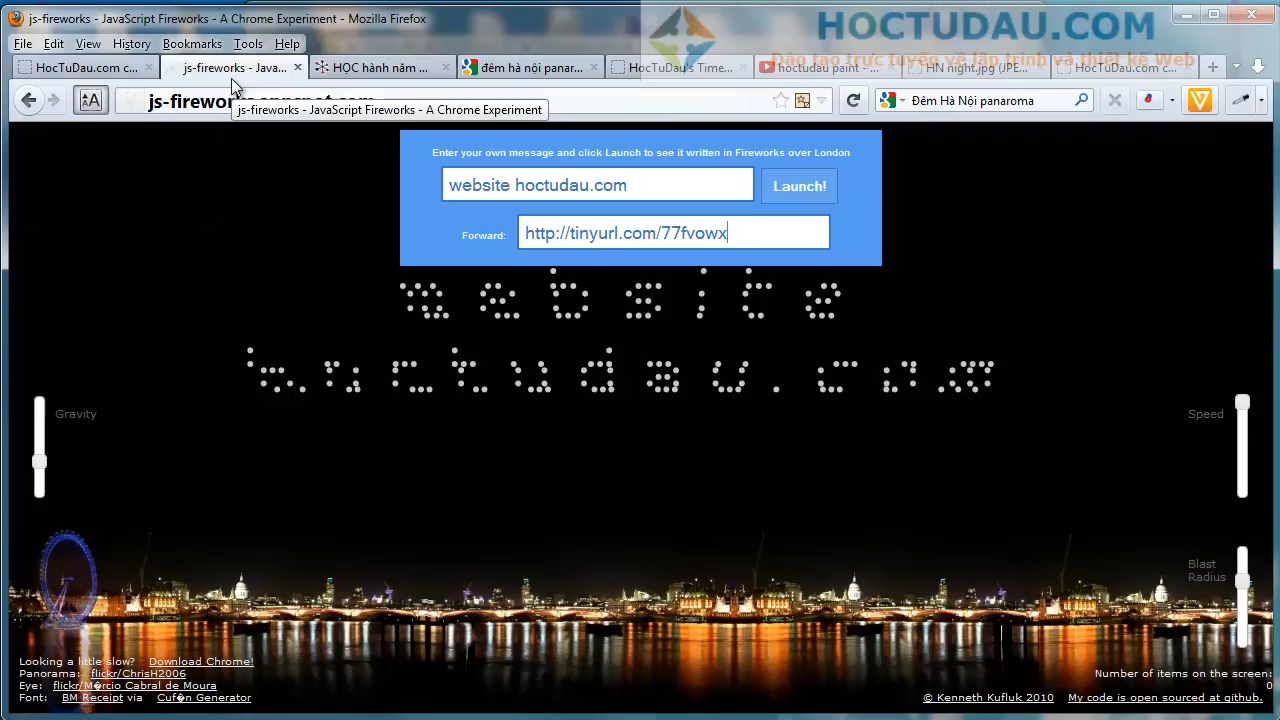 js-fireworks - JavaScript Fireworks - A Chrome Experiment - Mozilla Firefox
HOCTUDAU.COM
File Edit View History Bookmarks Tools Help
Đào tạo trực tuyến về lập trình và thiết kế Web
HocTuDau.com c... js-fireworks - Java... HỌC hành năm ... đêm hà nội panar... HocTuDau's Time... hoctudau paint - ... HN night.jpg (JPE... HocTuDau.com c...
Đêm Hà Nội panaroma
js-fireworks - JavaScript Fireworks - A Chrome Experiment
Enter your own message and click Launch to see it written in Fireworks over London
website hoctudau.com Launch!
Forward: http://tinyurl.com/77fvowx
website
hoctudau.com
Gravity Speed
Blast
Radius
Looking a little slow? Download Chrome!
Panorama: flickr/ChrisH2006 Number of items on the screen:
Eye: flickr/M�rcio Cabral de Moura 0
Font: BM Receipt via Cuf�n Generator © Kenneth Kufluk 2010 My code is open sourced at github.